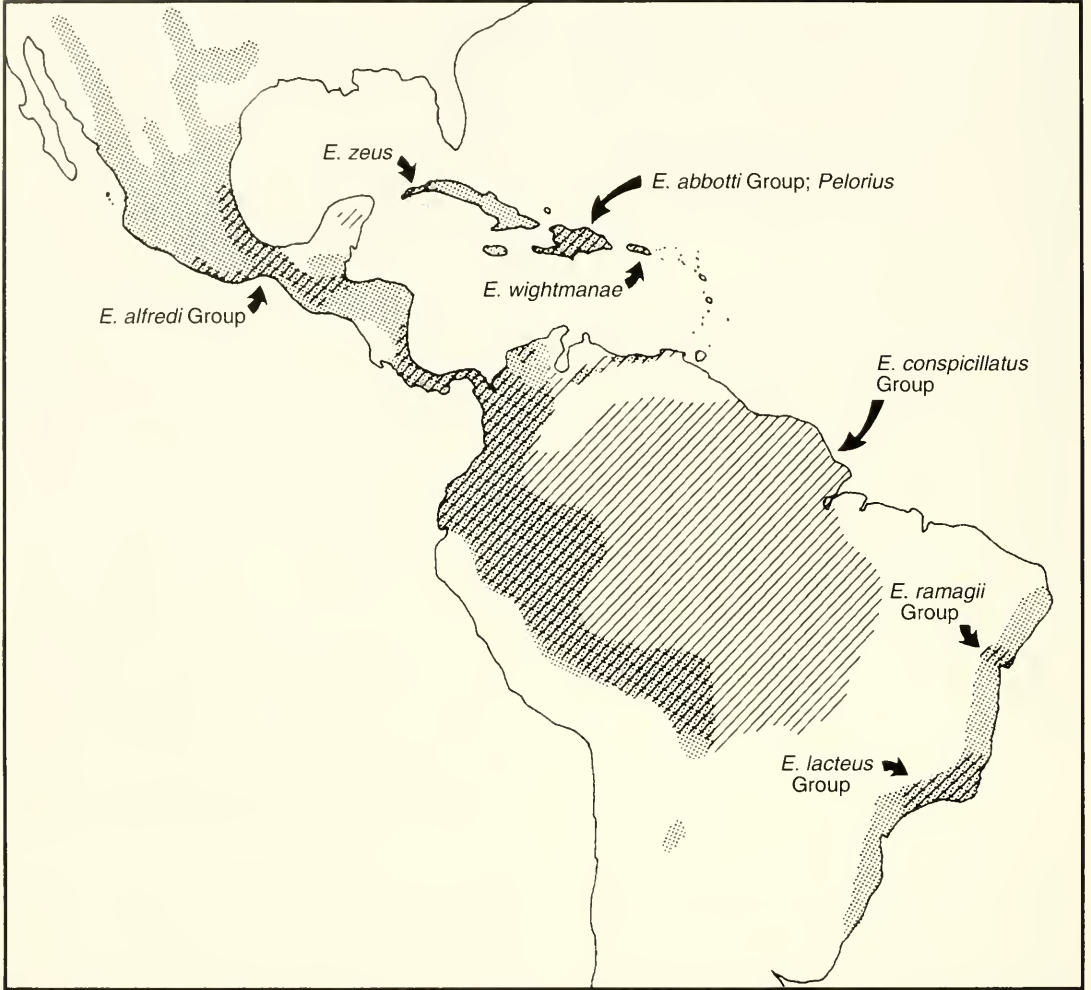 E. zeus
E. abbotti Group; Pelorius
E. wightmanae
E. alfredi Group
E. conspicillatus
Group
E. ramagii
Group
E. lacteus
Group